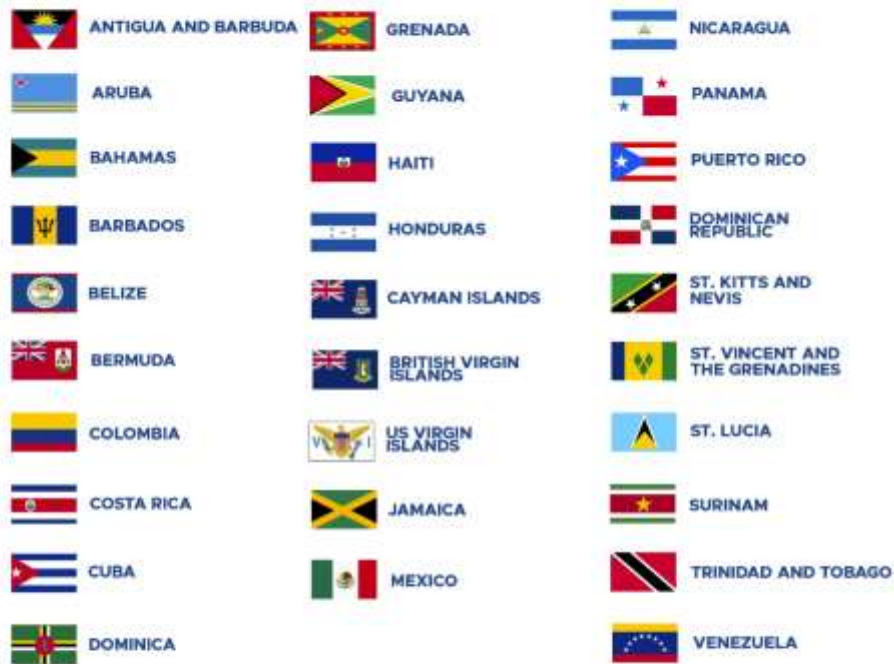 ANTIGUA AND BARBUDA
ARUBA
BAHAMAS
BARBADOS
BELIZE
BERMUDA
COLOMBIA
COSTA RICA
CUBA
DOMINICA
GRENADA
GUYANA
HAITI
HONDURAS
CAYMAN ISLANDS
BRITISH VIRGIN
ISLANDS
V I
US VIRGIN
ISLANDS
JAMAICA
MEXICO
NICARAGUA
PANAMA
PUERTO RICO
DOMINICAN
REPUBLIC
ST. KITTS AND
NEVIS
ST. VINCENT AND
THE GRENADINES
ST. LUCIA
SURINAM
TRINIDAD AND TOBAGO
VENEZUELA